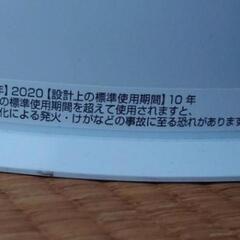 年】2020【設計上の標準使用期間】10年
の標準使用期間を超えて使用されますと、
化による発火・けがなどの事故に至る恐れがあります